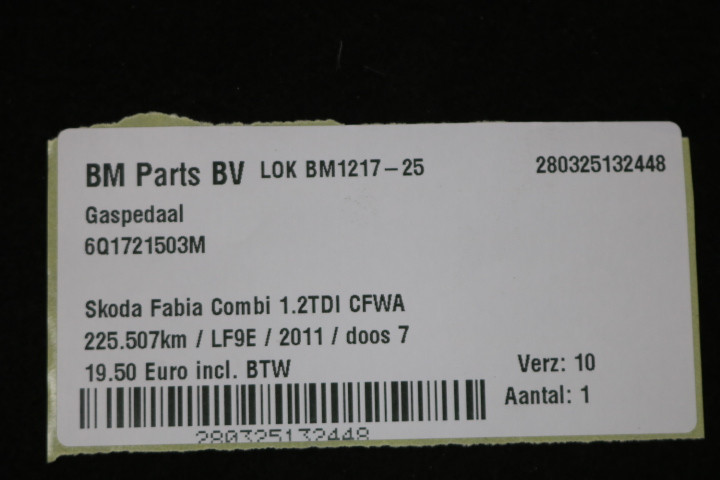 BM Parts BV LOK BM1217-25 280325132448
Gaspedaal
6Q1721503M
Skoda Fabia Combi 1.2TDI CFWA
225.507km / LF9E / 2011 / doos 7
19.50 Euro incl. BTW Verz: 10
Aantal: 1
280325132448